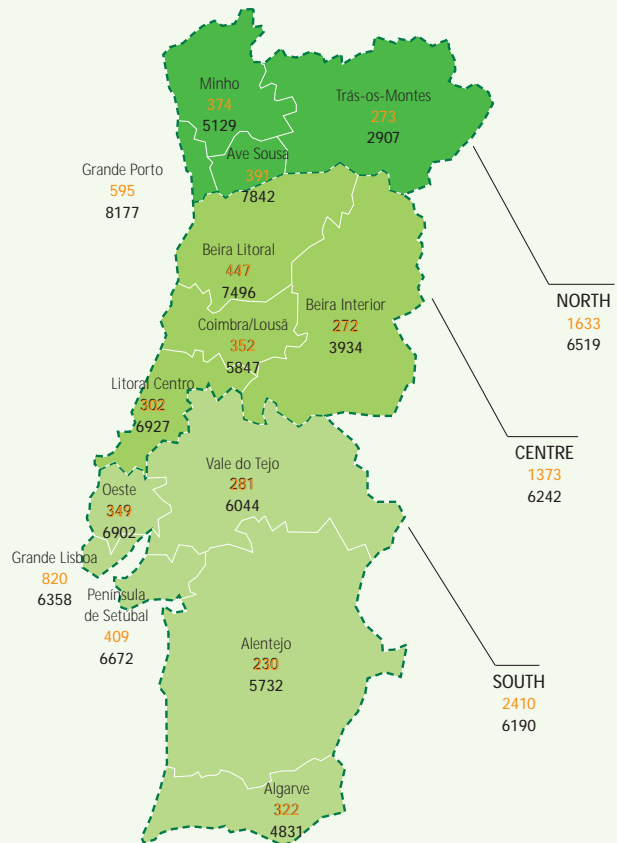 Minho
374
5129
Trás-os-Montes
273
2907
Ave Sousa
391
7842
Grande Porto
595
8177
Beira Litoral
447
7496
Beira Interior
272
3934
NORTH
1633
6519
Coimbra/Lousã
352
5847
Litoral Centro
302
6927
CENTRE
1373
6242
Vale do Tejo
281
6044
Oeste
349
6902
Grande Lisboa
820
6358
Península
de Setúbal
409
6672
Alentejo
230
5732
SOUTH
2410
6190
Algarve
322
4831